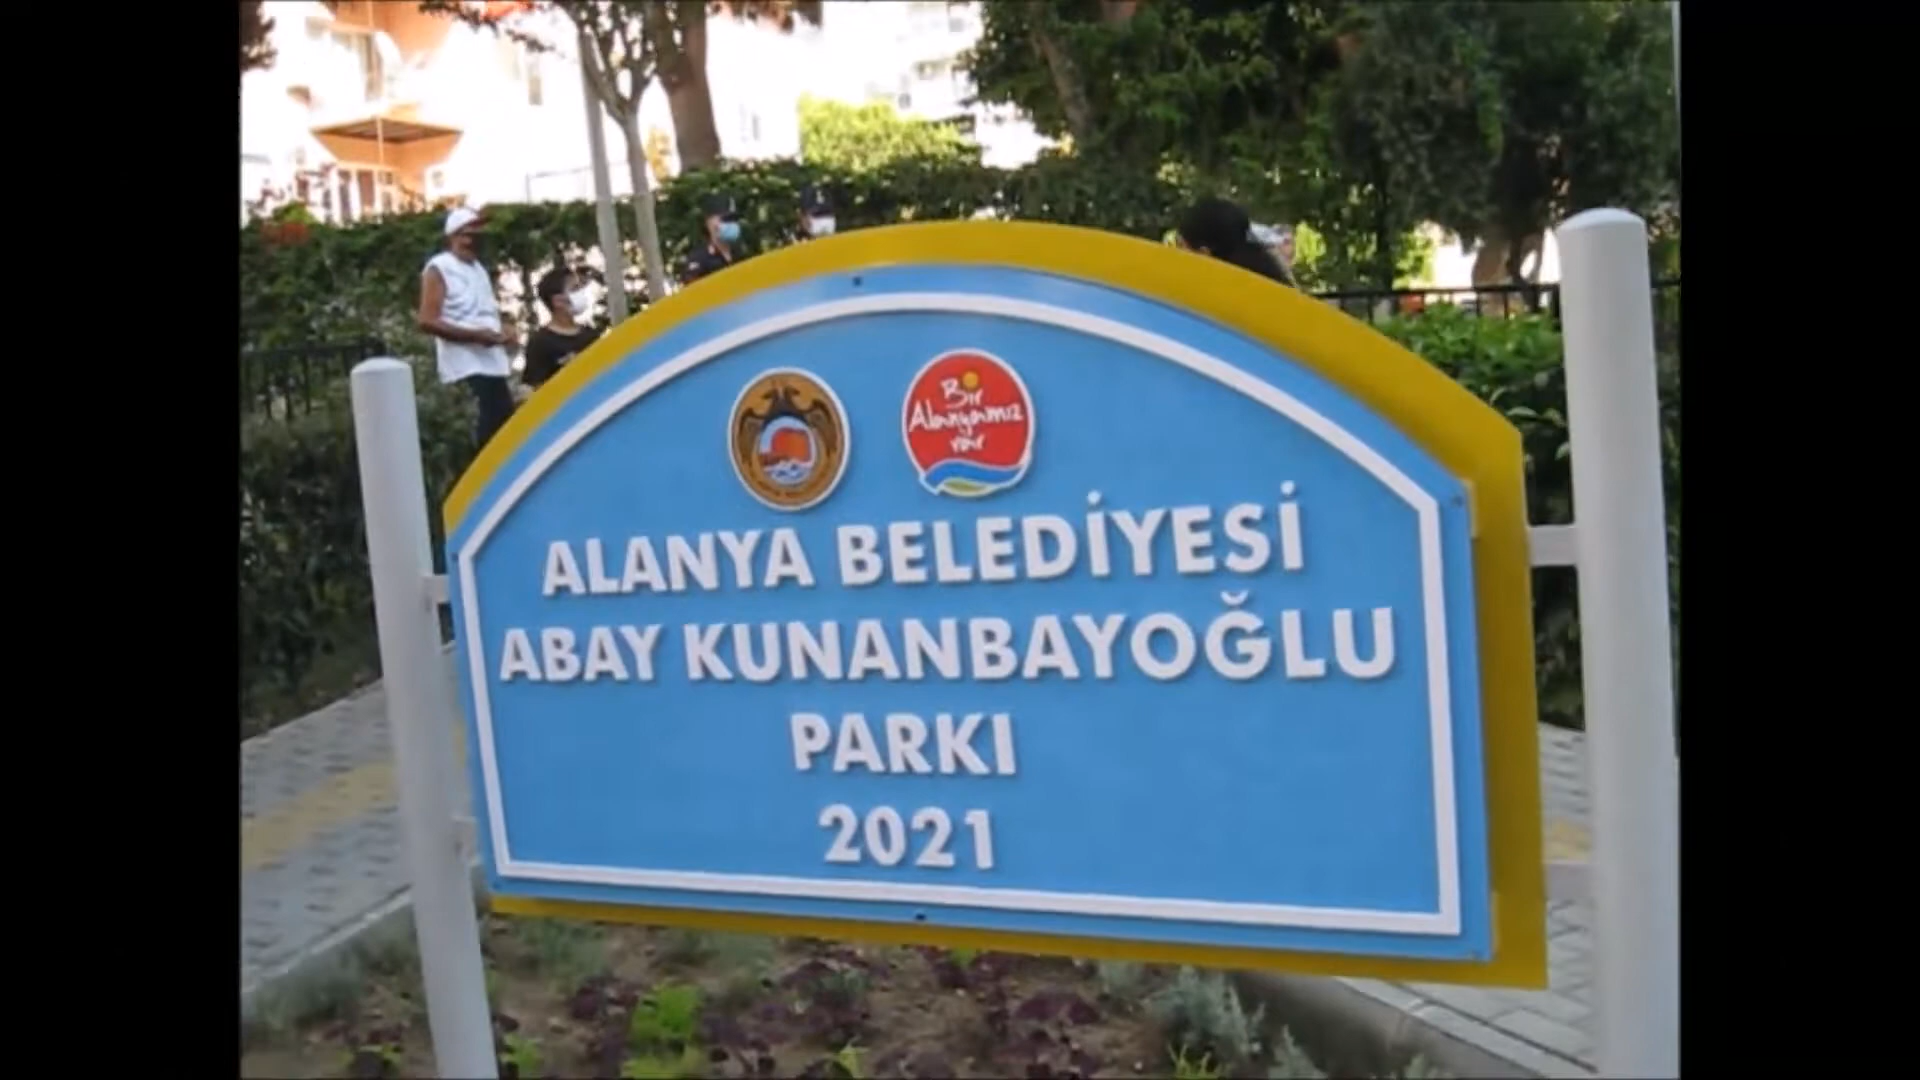 Bir
Alanyamız
var
ALANYA BELEDİYESİ
ABAY KUNANBAYOĞLU
PARKI
2021